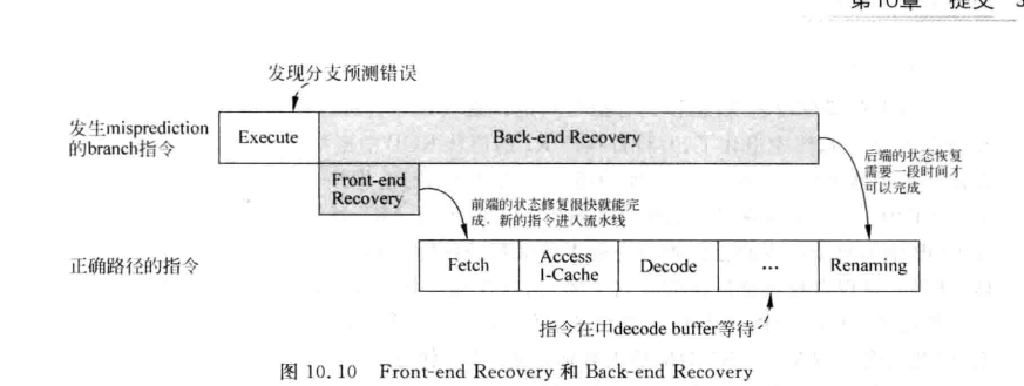 第10章 提交
发现分支预测错误
发生misprediction
的branch指令
Execute
Back-end Recovery
Front-end
Recovery
后端的状态恢复
需要一段时间才
可以完成
前端的状态修复很快就能完
成，新的指令进入流水线
正确路径的指令
Fetch
Access
I-Cache
Decode
...
Renaming
指令在中decode buffer等待
图 10.10 Front-end Recovery 和 Back-end Recovery